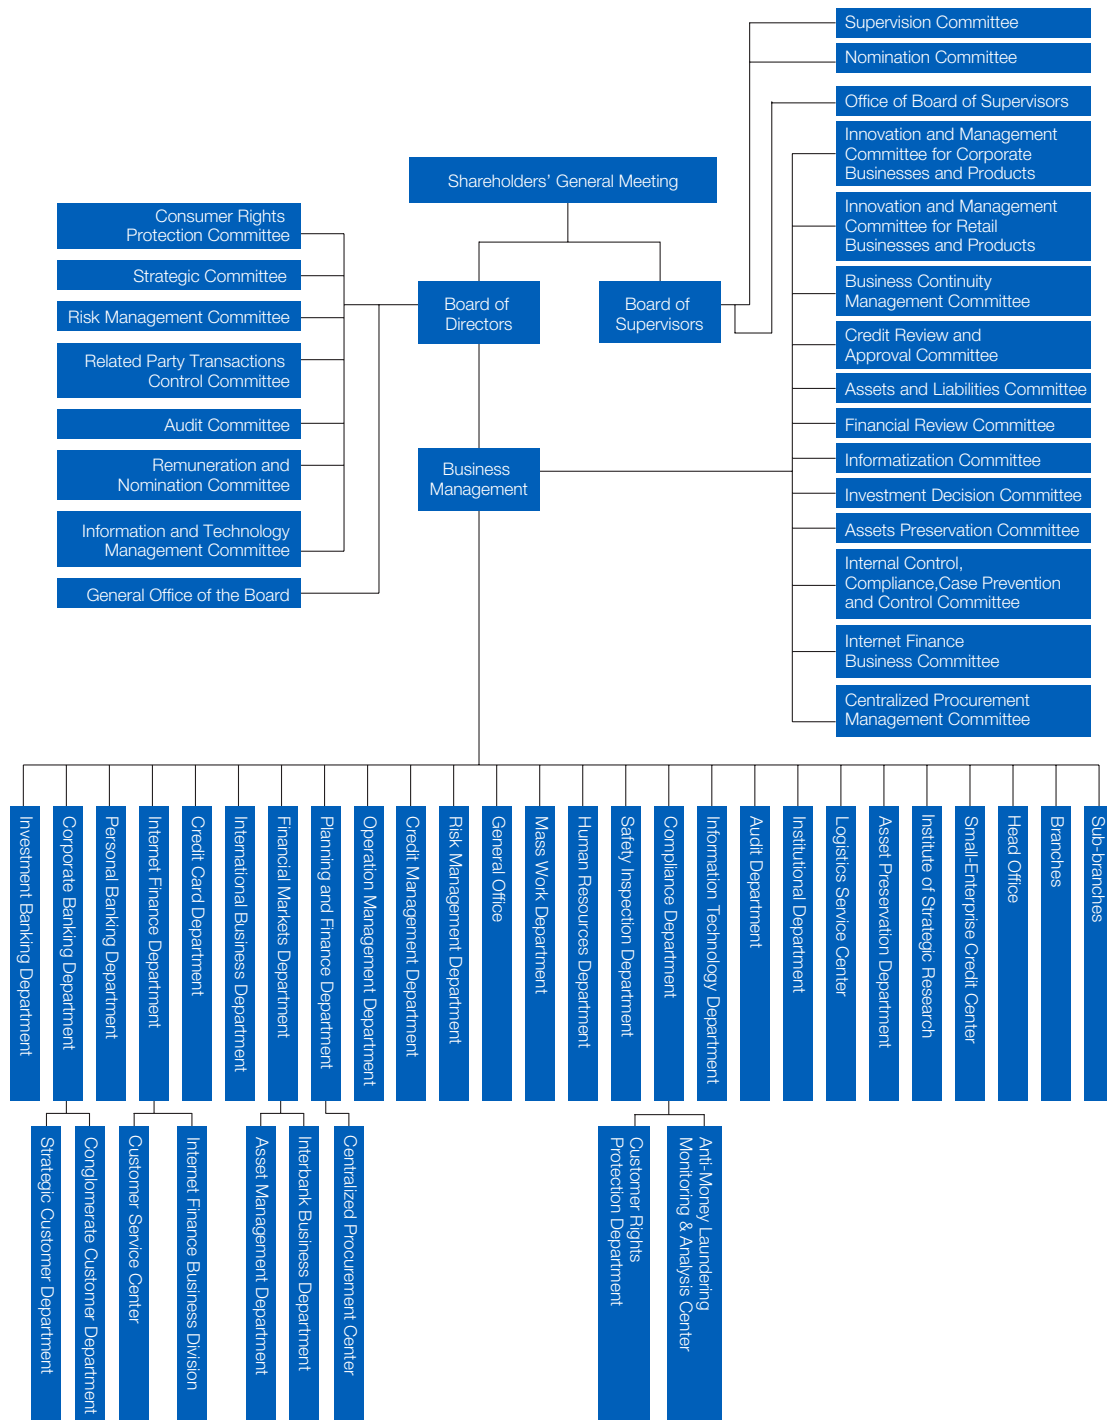 Supervision Committee
Nomination Committee
Office of Board of Supervisors
Innovation and Management
Committee for Corporate
Businesses and Products
Shareholders' General Meeting
Innovation and Management
Committee for Retail
Businesses and Products
Consumer Rights
Protection Committee
Strategic Committee
Risk Management Committee
Related Party Transactions
Control Committee
Audit Committee
Remuneration and
Nomination Committee
Information and Technology
Management Committee
General Office of the Board
Board of
Directors
Board of
Supervisors
Business
Management
Business Continuity
Management Committee
Credit Review and
Approval Committee
Assets and Liabilities Committee
Financial Review Committee
Informatization Committee
Investment Decision Committee
Assets Preservation Committee
Internal Control,
Compliance,Case Prevention
and Control Committee
Internet Finance
Business Committee
Centralized Procurement
Management Committee
Investment Banking Department
Corporate Banking Department
Personal Banking Department
Internet Finance Department
Credit Card Department
International Business Department
Financial Markets Department
Planning and Finance Department
Operation Management Department
Credit Management Department
Risk Management Department
General Office
Mass Work Department
Human Resources Department
Safety Inspection Department
Compliance Department
Information Technology Department
Audit Department
Institutional Department
Logistics Service Center
Asset Preservation Department
Institute of Strategic Research
Small-Enterprise Credit Center
Head Office
Branches
Sub-branches
Strategic Customer Department
Conglomerate Customer Department
Customer Service Center
Internet Finance Business Division
Asset Management Department
Interbank Business Department
Centralized Procurement Center
Customer Rights
Protection Department
Anti-Money Laundering
Monitoring & Analysis Center